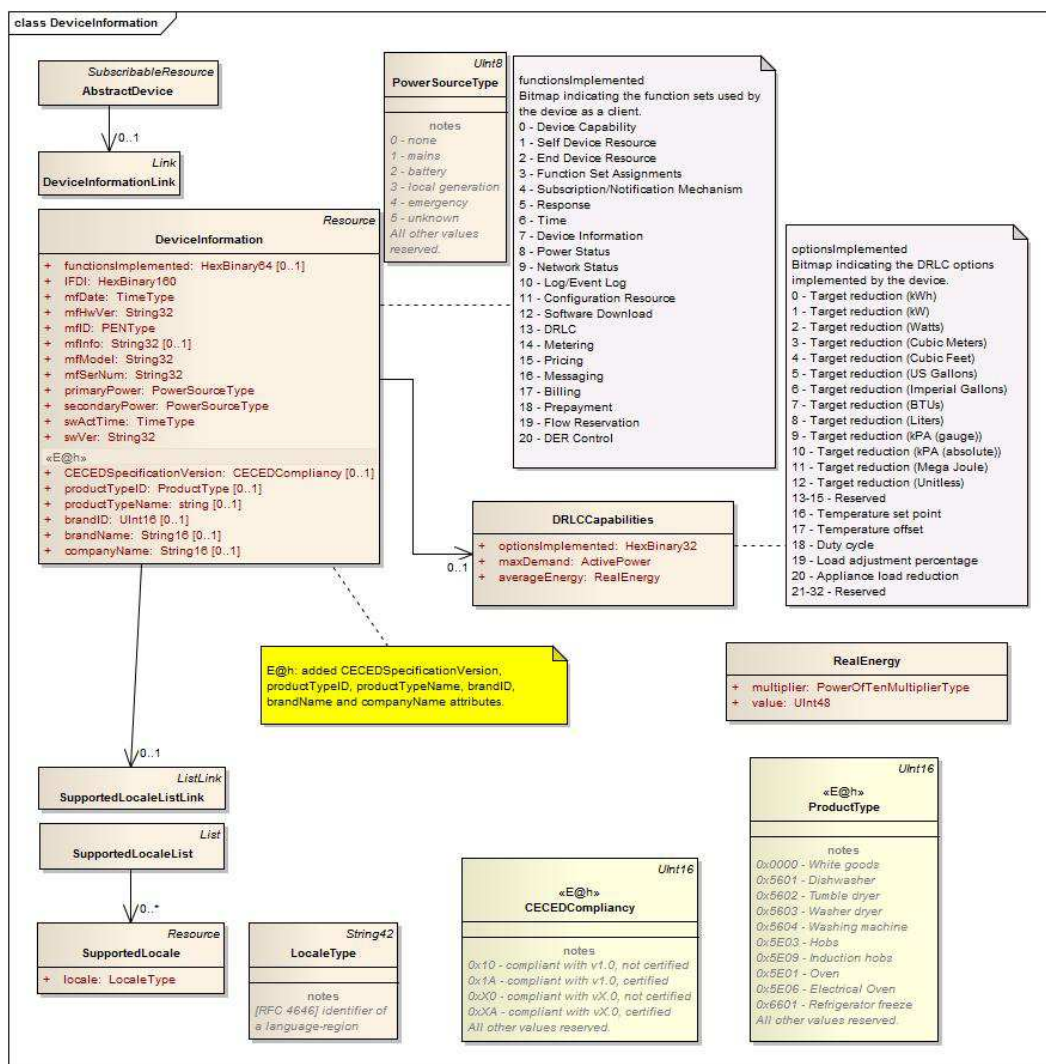 class DeviceInformation
SubscribableResource
AbstractDevice
0..1
Link
DeviceInformationLink
Resource
DeviceInformation
+ functionsImplemented: HexBinary64 [0..1]
+ lFDI: HexBinary160
+ mfDate: TimeType
+ mfHwVer: String32
+ mfID: PENType
+ mfInfo: String32 [0..1]
+ mfModel: String32
+ mfSerNum: String32
+ primaryPower: PowerSourceType
+ secondaryPower: PowerSourceType
+ swActTime: TimeType
+ swVer: String32
«E@h»
+ CECEDSpecificationVersion: CECEDCompliancy [0..1]
+ productTypeID: ProductType [0..1]
+ productTypeName: string [0..1]
+ brandID: UInt16 [0..1]
+ brandName: String16 [0..1]
+ companyName: String16 [0..1]
UInt8
PowerSourceType
notes
0 - none
1 - mains
2 - battery
3 - local generation
4 - emergency
5 - unknown
All other values
reserved.
functionsImplemented
Bitmap indicating the function sets used by
the device as a client.
0 - Device Capability
1 - Self Device Resource
2 - End Device Resource
3 - Function Set Assignments
4 - Subscription/Notification Mechanism
5 - Response
6 - Time
7 - Device Information
8 - Power Status
9 - Network Status
10 - Log/Event Log
11 - Configuration Resource
12 - Software Download
13 - DRLC
14 - Metering
15 - Pricing
16 - Messaging
17 - Billing
18 - Prepayment
19 - Flow Reservation
20 - DER Control
optionsImplemented
Bitmap indicating the DRLC options
implemented by the device.
0 - Target reduction (kWh)
1 - Target reduction (kW)
2 - Target reduction (Watts)
3 - Target reduction (Cubic Meters)
4 - Target reduction (Cubic Feet)
5 - Target reduction (US Gallons)
6 - Target reduction (Imperial Gallons)
7 - Target reduction (BTUs)
8 - Target reduction (Liters)
9 - Target reduction (kPA (gauge))
10 - Target reduction (kPA (absolute))
11 - Target reduction (Mega Joule)
12 - Target reduction (Unitless)
13-15 - Reserved
16 - Temperature set point
17 - Temperature offset
18 - Duty cycle
19 - Load adjustment percentage
20 - Appliance load reduction
21-32 - Reserved
0..1
DRLCCapabilities
+ optionsImplemented: HexBinary32
+ maxDemand: ActivePower
+ averageEnergy: RealEnergy
E@h: added CECEDSpecificationVersion,
productTypeID, productTypeName, brandID,
brandName and companyName attributes.
RealEnergy
+ multiplier: PowerOfTenMultiplierType
+ value: UInt48
0..1
ListLink
SupportedLocaleListLink
List
SupportedLocaleList
0..*
Resource
SupportedLocale
+ locale: LocaleType
String42
LocaleType
notes
[RFC 4646] identifier of
a language-region
UInt16
«E@h»
CECEDCompliancy
notes
0x10 - compliant with v1.0, not certified
0x1A - compliant with v1.0, certified
0xX0 - compliant with vX.0, not certified
0xXA - compliant with vX.0, certified
All other values reserved.
UInt16
«E@h»
ProductType
notes
0x0000 - White goods
0x5601 - Dishwasher
0x5602 - Tumble dryer
0x5603 - Washer dryer
0x5604 - Washing machine
0x5E03 - Hobs
0x5E09 - Induction hobs
0x5E01 - Oven
0x5E06 - Electrical Oven
0x6601 - Refrigerator freeze
All other values reserved.